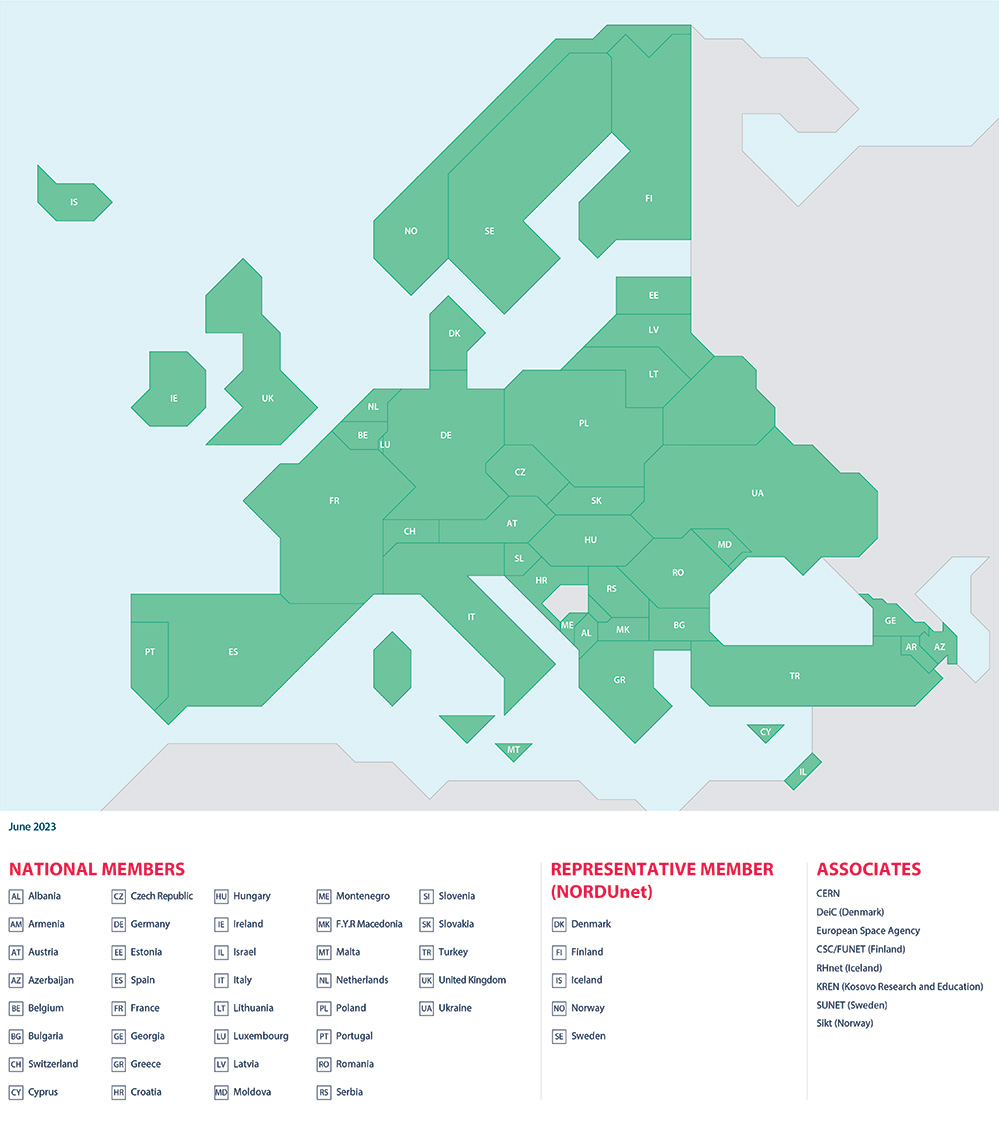 IS
NO
SE
FI
EE
LV
LT
DK
IE
UK
NL
BE
LU
DE
PL
CZ
SK
UA
FR
CH
AT
HU
MD
SL
HR
RS
RO
IT
ME
AL
MK
BG
GE
AR
AZ
PT
ES
GR
TR
MT
CY
IL
June 2023
NATIONAL MEMBERS
AL Albania
AM Armenia
AT Austria
AZ Azerbaijan
BE Belgium
BG Bulgaria
CH Switzerland
CY Cyprus
CZ Czech Republic
DE Germany
EE Estonia
ES Spain
FR France
GE Georgia
GR Greece
HR Croatia
HU Hungary
IE Ireland
IL Israel
IT Italy
LT Lithuania
LU Luxembourg
LV Latvia
MD Moldova
ME Montenegro
MK F.Y.R Macedonia
MT Malta
NL Netherlands
PL Poland
PT Portugal
RO Romania
RS Serbia
SI Slovenia
SK Slovakia
TR Turkey
UK United Kingdom
UA Ukraine
REPRESENTATIVE MEMBER
(NORDUnet)
DK Denmark
FI Finland
IS Iceland
NO Norway
SE Sweden
ASSOCIATES
CERN
DeiC (Denmark)
European Space Agency
CSC/FUNET (Finland)
RHnet (Iceland)
KREN (Kosovo Research and Education)
SUNET (Sweden)
Sikt (Norway)